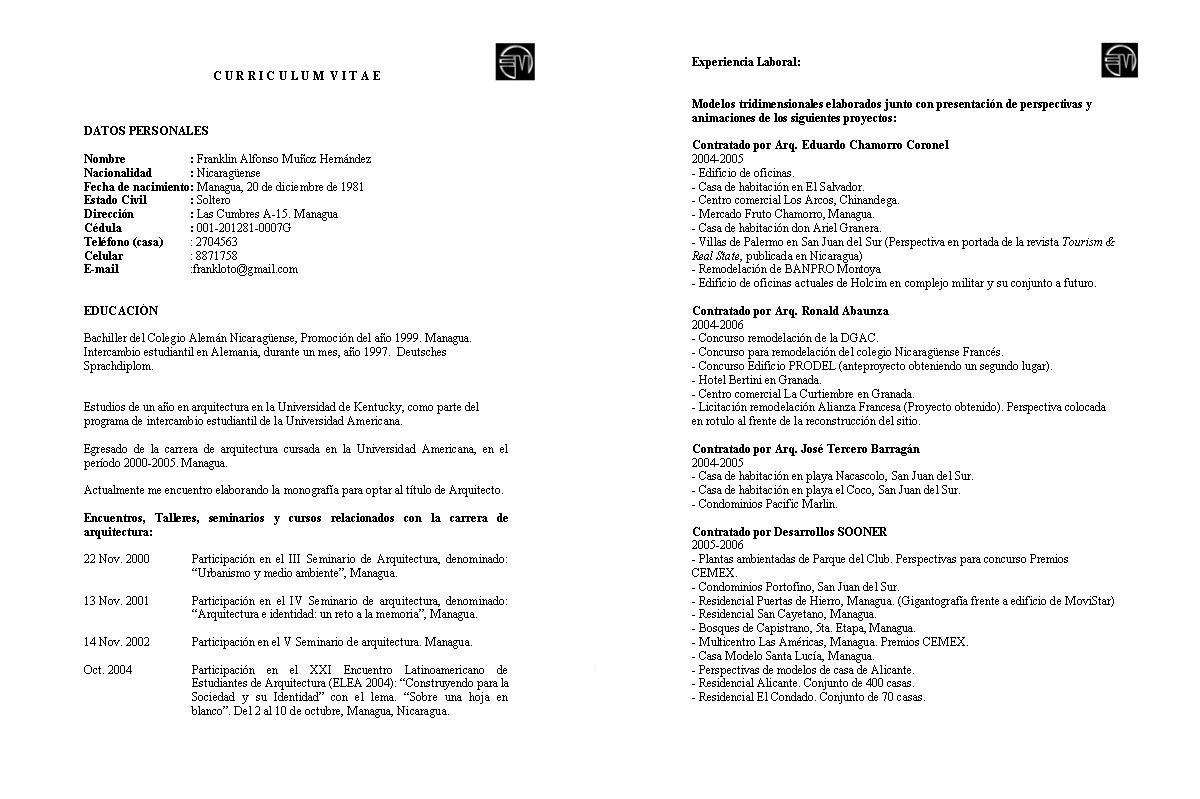 C U R R I C U L U M V I T A E
DATOS PERSONALES
Nombre : Franklin Alfonso Muñoz Hernández
Nacionalidad : Nicaragüense
Fecha de nacimiento: Managua, 20 de diciembre de 1981
Estado Civil : Soltero
Dirección : Las Cumbres A-15. Managua
Cédula : 001-201281-0007G
Teléfono (casa) : 2704563
Celular : 8871758
E-mail :frankloto@gmail.com
EDUCACIÓN
Bachiller del Colegio Alemán Nicaragüense, Promoción del año 1999. Managua.
Intercambio estudiantil en Alemania, durante un mes, año 1997. Deutsches
Sprachdiplom.
Estudios de un año en arquitectura en la Universidad de Kentucky, como parte del
programa de intercambio estudiantil de la Universidad Americana.
Egresado de la carrera de arquitectura cursada en la Universidad Americana, en el
período 2000-2005. Managua.
Actualmente me encuentro elaborando la monografía para optar al título de Arquitecto.
Encuentros, Talleres, seminarios y cursos relacionados con la carrera de
arquitectura:
22 Nov. 2000 Participación en el III Seminario de Arquitectura, denominado:
“Urbanismo y medio ambiente”, Managua.
13 Nov. 2001 Participación en el IV Seminario de arquitectura, denominado:
“Arquitectura e identidad: un reto a la memoria”, Managua.
14 Nov. 2002 Participación en el V Seminario de arquitectura. Managua.
Oct. 2004 Participación en el XXI Encuentro Latinoamericano de
Estudiantes de Arquitectura (ELEA 2004): “Construyendo para la
Sociedad y su Identidad” con el lema. “Sobre una hoja en
blanco”. Del 2 al 10 de octubre, Managua, Nicaragua.
Experiencia Laboral:
Modelos tridimensionales elaborados junto con presentación de perspectivas y
animaciones de los siguientes proyectos:
Contratado por Arq. Eduardo Chamorro Coronel
2004-2005
- Edificio de oficinas.
- Casa de habitación en El Salvador.
- Centro comercial Los Arcos, Chinandega.
- Mercado Fruto Chamorro, Managua.
- Casa de habitación don Ariel Granera.
- Villas de Palermo en San Juan del Sur (Perspectiva en portada de la revista Tourism &
Real State, publicada en Nicaragua)
- Remodelación de BANPRO Montoya
- Edificio de oficinas actuales de Holcim en complejo militar y su conjunto a futuro.
Contratado por Arq. Ronald Abaunza
2004-2006
- Concurso remodelación de la DGAC.
- Concurso para remodelación del colegio Nicaragüense Francés.
- Concurso Edificio PRODEL (anteproyecto obteniendo un segundo lugar).
- Hotel Bertini en Granada.
- Centro comercial La Curtiembre en Granada.
- Licitación remodelación Alianza Francesa (Proyecto obtenido). Perspectiva colocada
en rotulo al frente de la reconstrucción del sitio.
Contratado por Arq. José Tercero Barragán
2004-2005
- Casa de habitación en playa Nacascolo, San Juan del Sur.
- Casa de habitación en playa el Coco, San Juan del Sur.
- Condominios Pacific Marlin.
Contratado por Desarrollos SOONER
2005-2006
- Plantas ambientadas de Parque del Club. Perspectivas para concurso Premios
CEMEX.
- Condominios Portofino, San Juan del Sur.
- Residencial Puertas de Hierro, Managua. (Gigantografía frente a edificio de MoviStar)
- Residencial San Cayetano, Managua.
- Bosques de Capistrano, 5ta. Etapa, Managua.
- Multicentro Las Américas, Managua. Premios CEMEX.
- Casa Modelo Santa Lucía, Managua.
- Perspectivas de modelos de casa de Alicante.
- Residencial Alicante. Conjunto de 400 casas.
- Residencial El Condado. Conjunto de 70 casas.